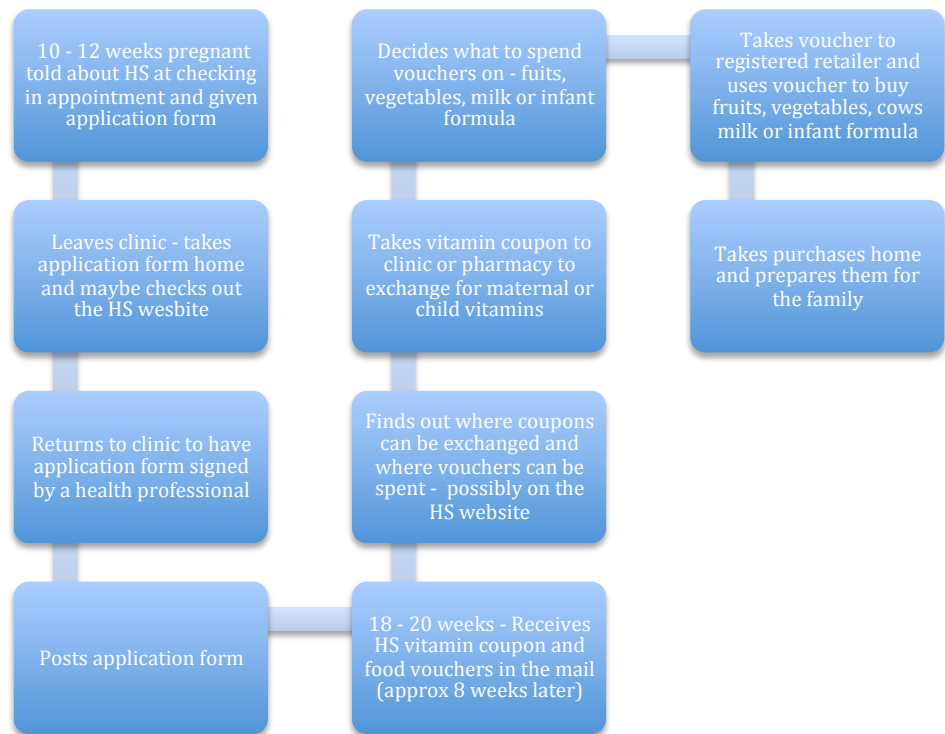 10 - 12 weeks pregnant
told about HS at checking
in appointment and given
application form
Leaves clinic - takes
application form home
and maybe checks out
the HS wesbite
Returns to clinic to have
application form signed
by a health professional
Posts application form
18 - 20 weeks - Receives
HS vitamin coupon and
food vouchers in the mail
(approx 8 weeks later)
Finds out where coupons
can be exchanged and
where vouchers can be
spent - possibly on the
HS website
Takes vitamin coupon to
clinic or pharmacy to
exchange for maternal or
child vitamins
Decides what to spend
vouchers on - fuits,
vegetables, milk or infant
formula
Takes voucher to
registered retailer and
uses voucher to buy
fruits, vegetables, cows
milk or infant formula
Takes purchases home
and prepares them for
the family